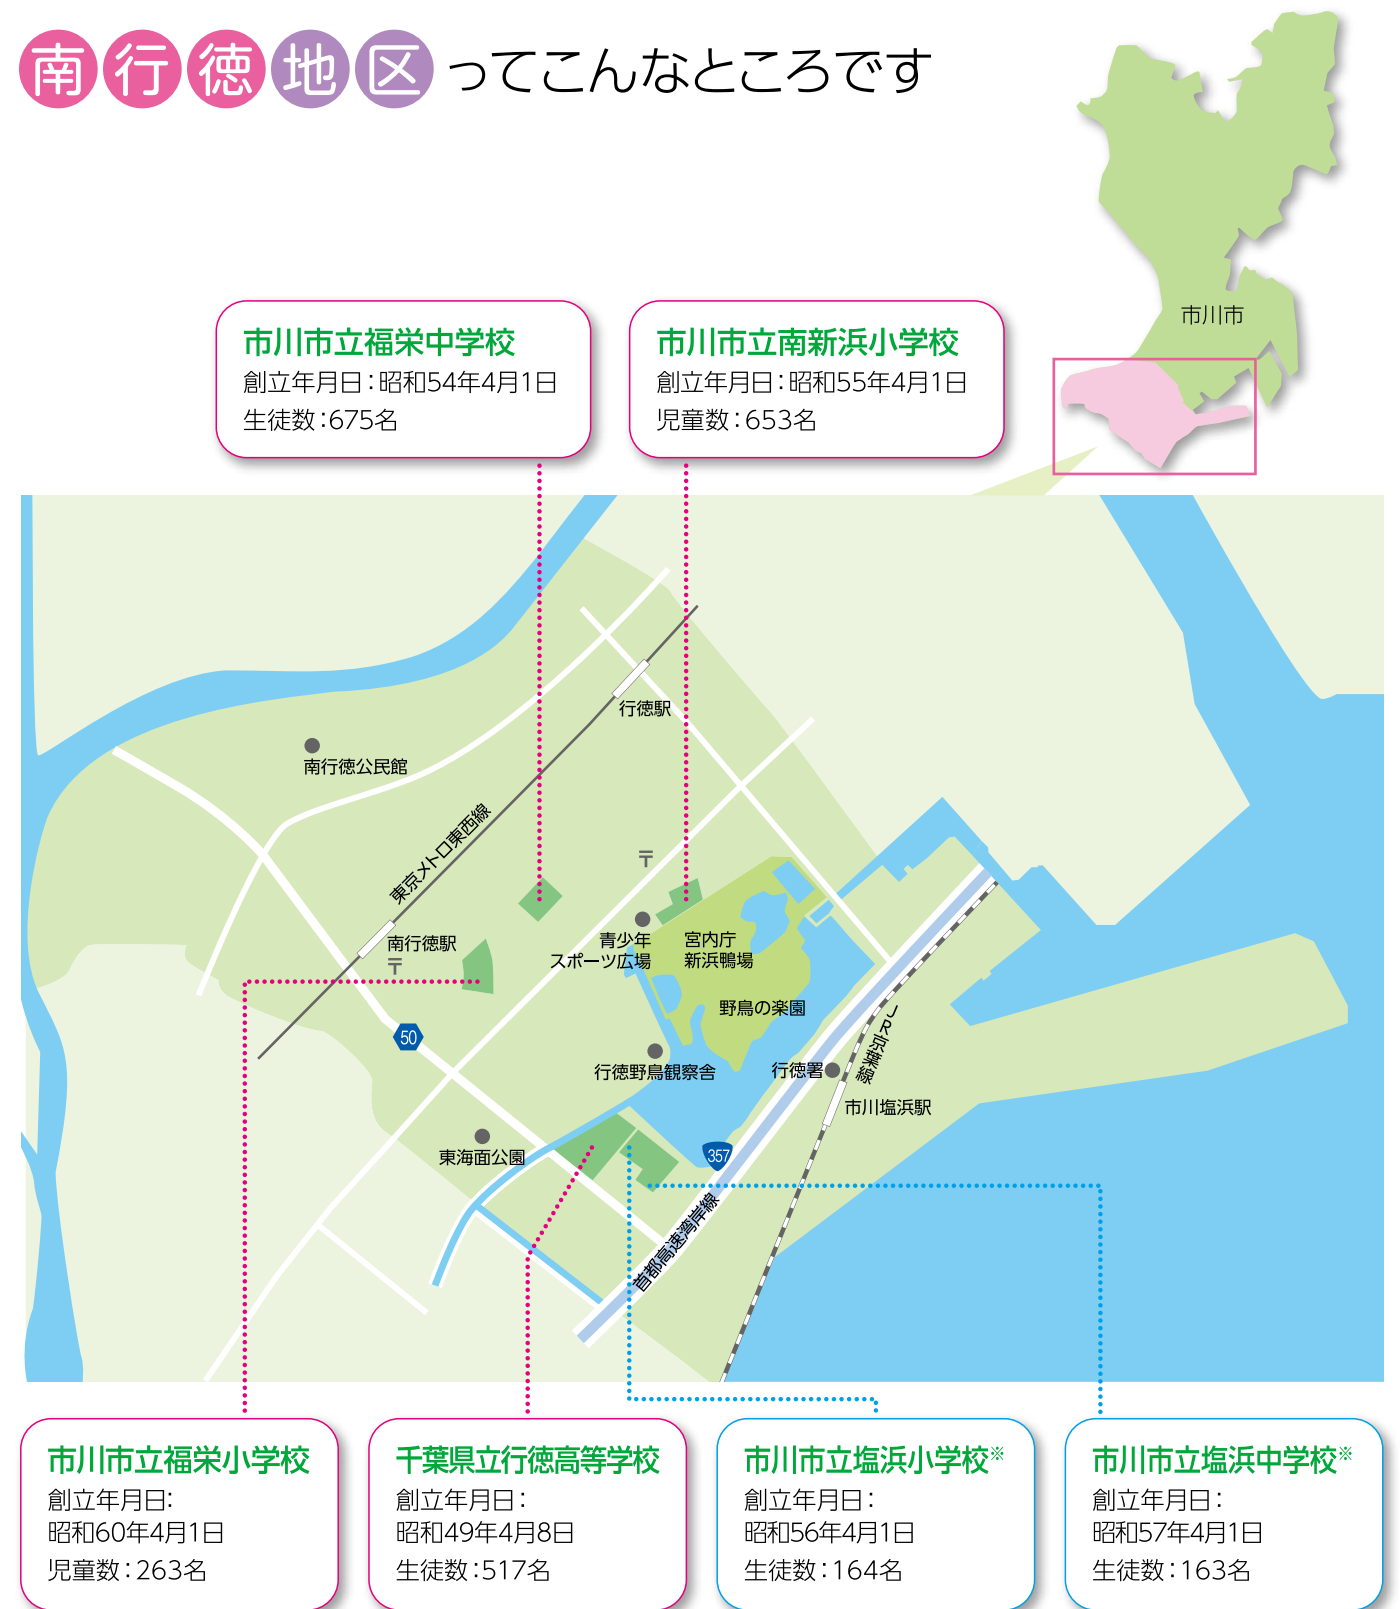 南行徳地区ってこんなところです
市川市
市川市立福栄中学校
創立年月日：昭和54年4月1日
生徒数：675名
市川市立南新浜小学校
創立年月日：昭和55年4月1日
児童数：653名
行徳駅
南行徳公民館
東京メトロ東西線
〒
南行徳駅
〒
青少年
スポーツ広場
宮内庁
新浜鴨場
野鳥の楽園
50
行徳野鳥観察舎
行徳署
JR京葉線
市川塩浜駅
東海面公園
357
首都高速湾岸線
市川市立福栄小学校
創立年月日：
昭和60年4月1日
児童数：263名
千葉県立行徳高等学校
創立年月日：
昭和49年4月8日
生徒数：517名
市川市立塩浜小学校※
創立年月日：
昭和56年4月1日
生徒数：164名
市川市立塩浜中学校※
創立年月日：
昭和57年4月1日
生徒数：163名